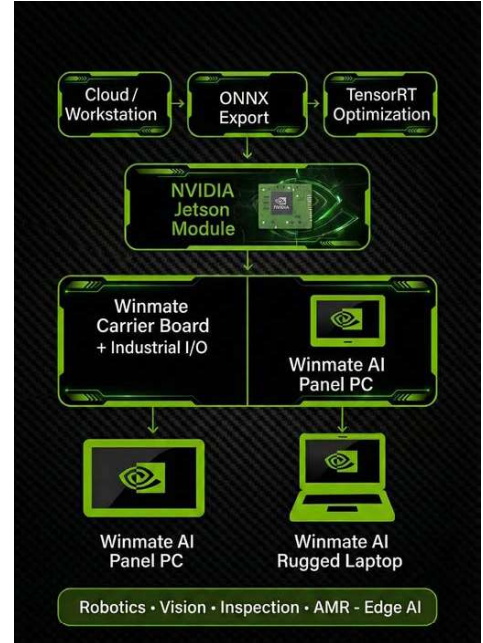 Cloud /
Workstation
ONNX
Export
TensorRT
Optimization
NVIDIA
Jetson
Module
NVIDIA
Winmate
Carrier Board
+ Industrial I/O
Winmate AI
Panel PC
Winmate AI
Panel PC
Winmate AI
Rugged Laptop
Robotics • Vision • Inspection • AMR - Edge AI